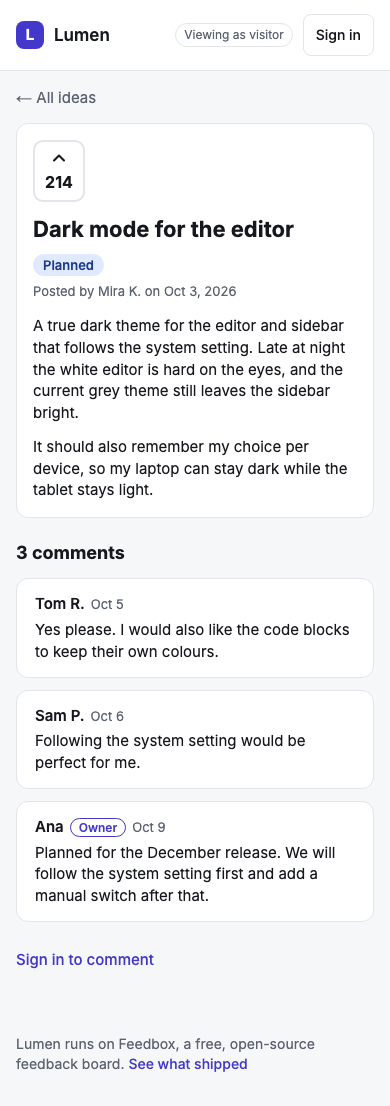 L Lumen Viewing as visitor Sign in
← All ideas
214
Dark mode for the editor
Planned
Posted by Mira K. on Oct 3, 2026
A true dark theme for the editor and sidebar
that follows the system setting. Late at night
the white editor is hard on the eyes, and the
current grey theme still leaves the sidebar
bright.
It should also remember my choice per
device, so my laptop can stay dark while the
tablet stays light.
3 comments
Tom R. Oct 5
Yes please. I would also like the code blocks
to keep their own colours.
Sam P. Oct 6
Following the system setting would be
perfect for me.
Ana Owner Oct 9
Planned for the December release. We will
follow the system setting first and add a
manual switch after that.
Sign in to comment
Lumen runs on Feedbox, a free, open-source
feedback board. See what shipped